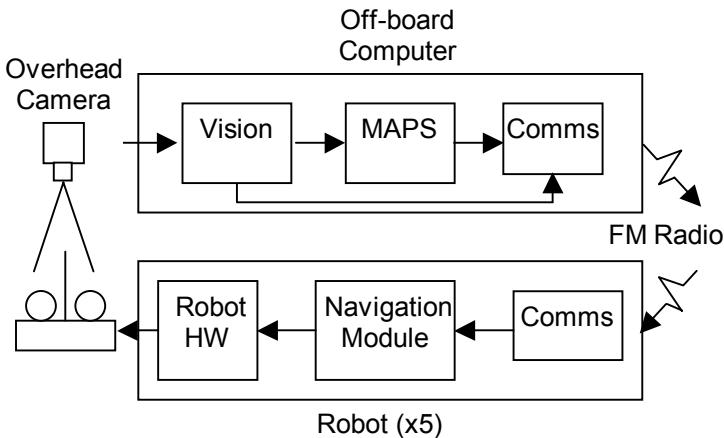 Off-board
Computer
Overhead
Camera
Vision
MAPS
Comms
FM Radio
Robot
HW
Navigation
Module
Comms
Robot (x5)